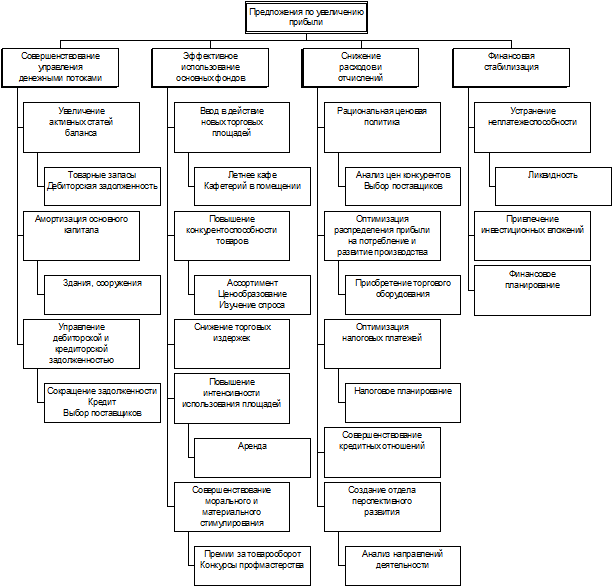 Предложения по увеличению
прибыли
Совершенствование
управления
денежными потоками
Эффективное
использование
основных фондов
Снижение
расходов и
отчислений
Финансовая
стабилизация
Увеличение
активных статей
баланса
Товарные запасы
Дебиторская задолженность
Амортизация основного
капитала
Здания, сооружения
Управление
дебиторской и
кредиторской
задолженностью
Сокращение задолженности
Кредит
Выбор поставщиков
Ввод в действие
новых торговых
площадей
Летнее кафе
Кафетерий в помещении
Повышение
конкурентоспособности
товаров
Ассортимент
Ценообразование
Изучение спроса
Снижение торговых
издержек
Повышение
интенсивности
использования площадей
Аренда
Совершенствование
морального и
материального
стимулирования
Премии за товарооборот
Конкурсы профмастерства
Рациональная ценовая
политика
Анализ цен конкурентов
Выбор поставщиков
Оптимизация
распределения прибыли
на потребление и
развитие производства
Приобретение торгового
оборудования
Оптимизация
налоговых платежей
Налоговое планирование
Совершенствование
кредитных отношений
Создание отдела
перспективного
развития
Анализ направлений
деятельности
Устранение
неплатежеспособности
Ликвидность
Привлечение
инвестиционных вложений
Финансовое
планирование